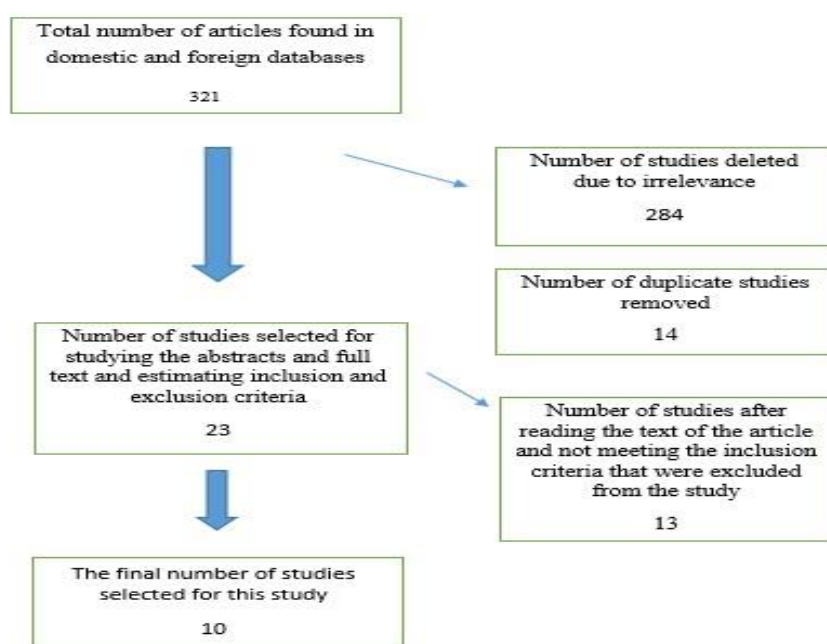 Total number of articles found in
domestic and foreign databases
321
Number of studies deleted
due to irrelevance
284
Number of duplicate studies
removed
14
Number of studies selected for
studying the abstracts and full
text and estimating inclusion and
exclusion criteria
23
Number of studies after
reading the text of the article
and not meeting the inclusion
criteria that were excluded
from the study
13
The final number of studies
selected for this study
10